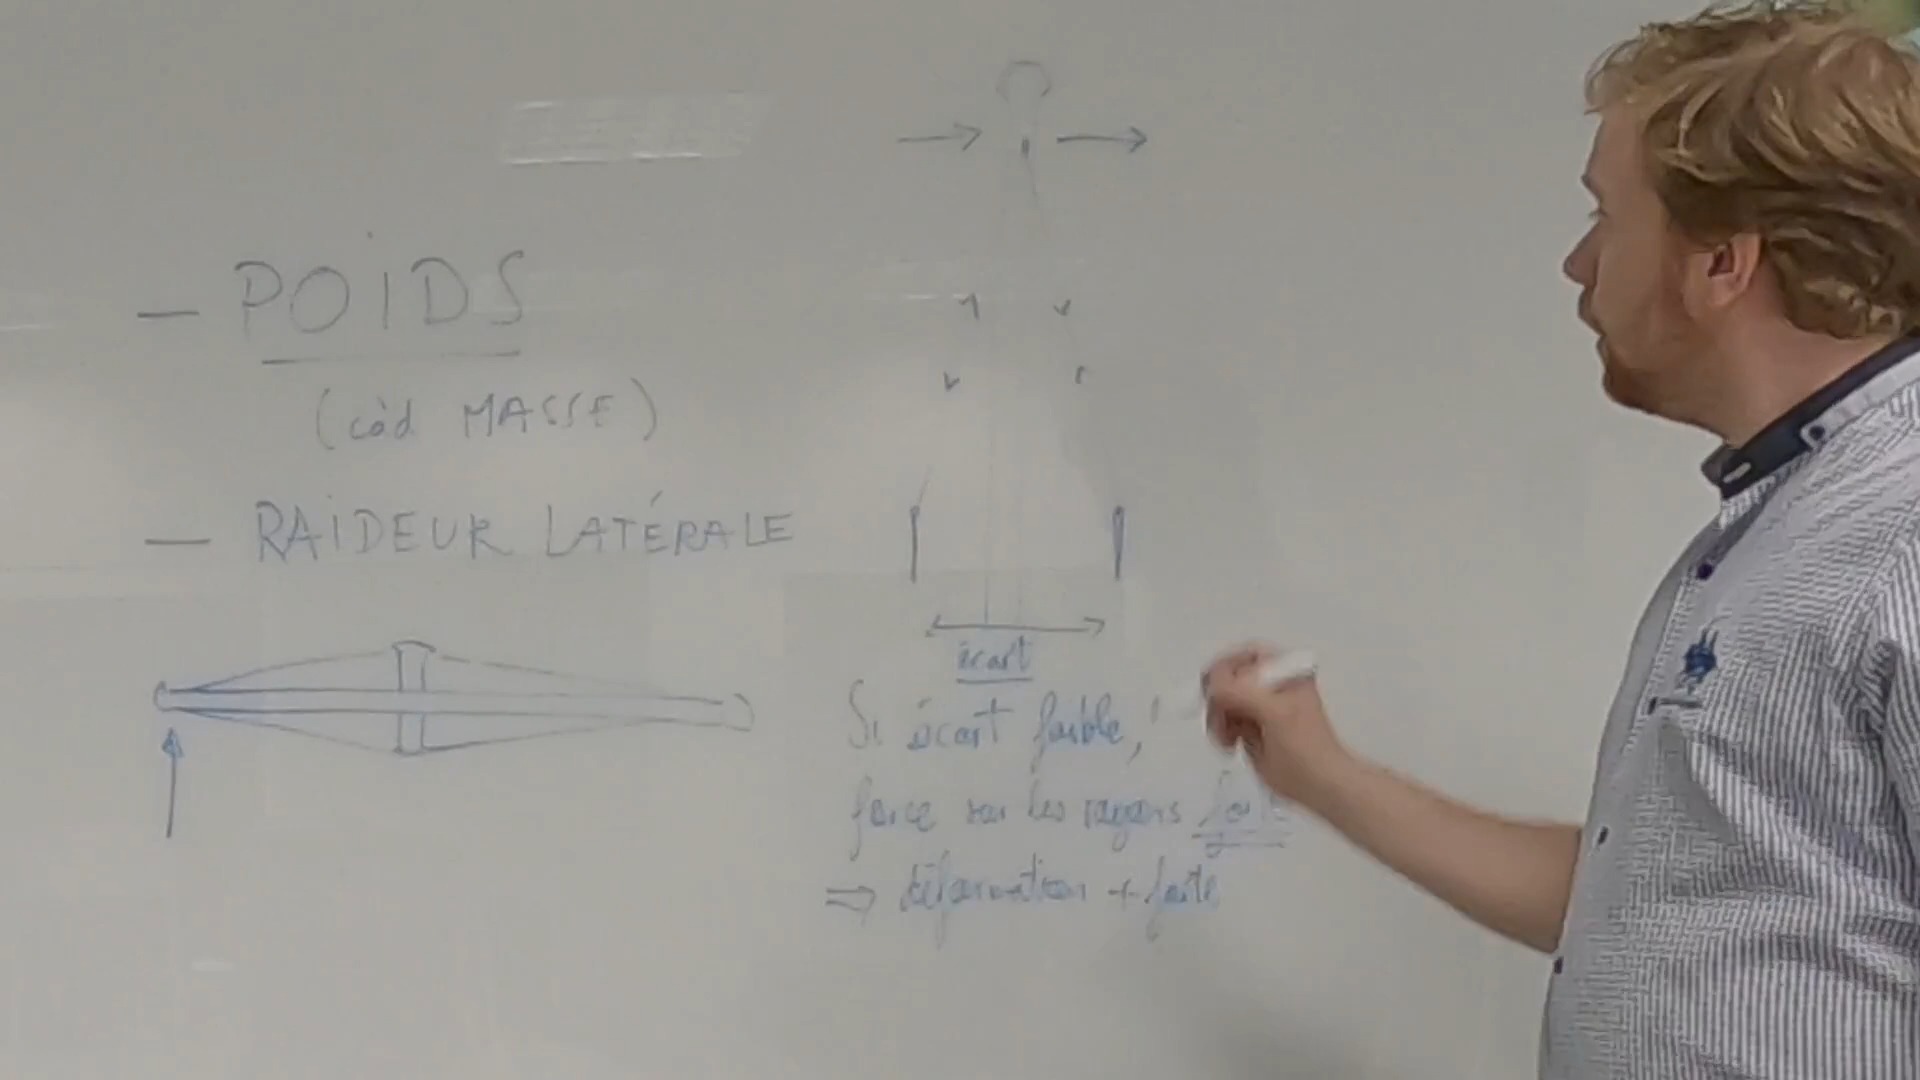 — POIDS
(càd MASSE)
— RAIDEUR LATÉRALE
écart
Si écart faible,
force sur les rayons
⇒ déformation + forte